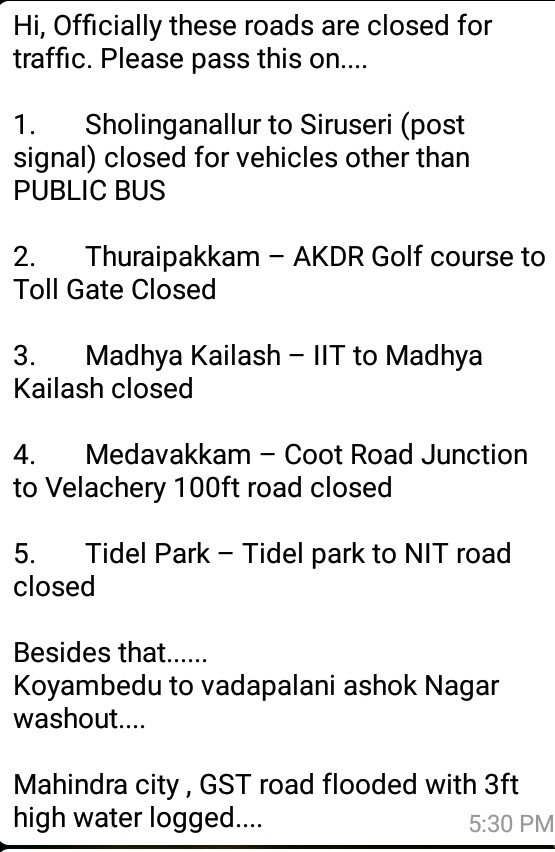 Hi, Officially these roads are closed for
traffic. Please pass this on....
1. Sholinganallur to Siruseri (post
signal) closed for vehicles other than
PUBLIC BUS
2. Thuraipakkam – AKDR Golf course to
Toll Gate Closed
3. Madhya Kailash – IIT to Madhya
Kailash closed
4. Medavakkam – Coot Road Junction
to Velachery 100ft road closed
5. Tidel Park – Tidel park to NIT road
closed
Besides that......
Koyambedu to vadapalani ashok Nagar
washout....
Mahindra city , GST road flooded with 3ft
high water logged....
5:30 PM